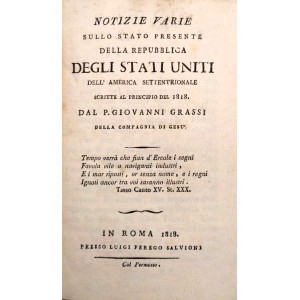 NOTIZIE VARIE
SULLO STATO PRESENTE
DELLA REPUBBLICA
DEGLI STATI UNITI
DELL' AMERICA SETTENTRIONALE
SCRITTE AL PRINCIPIO DEL 1818.
DAL P. GIOVANNI GRASSI
DELLA COMPAGNIA DI GESU'.
Tempo verrà che fian d'Ercole i segni
Favola vile a naviganti industri,
E i mar riposti, or senza nome, e i regni
Ignoti ancor tra voi saranno illustri.
Tasso Canto XV. St. XXX.
IN ROMA 1818.
PRESSO LUIGI PEREGO SALVIONI
Col Permesso.